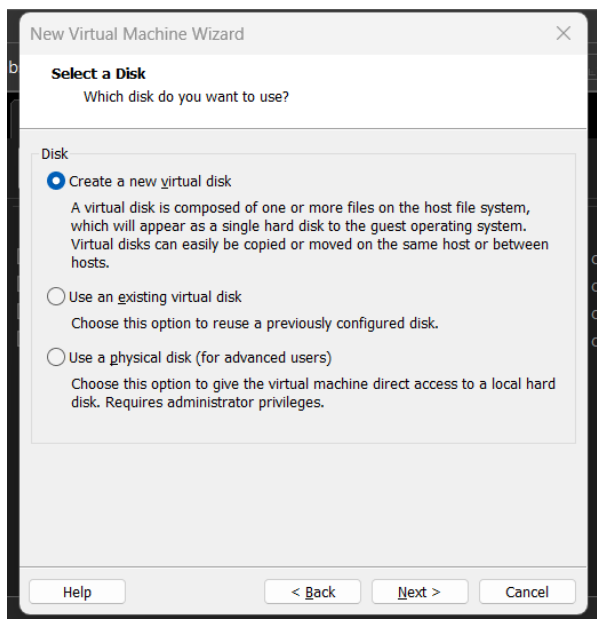 New Virtual Machine Wizard
Select a Disk
Which disk do you want to use?
Disk
Create a new virtual disk
A virtual disk is composed of one or more files on the host file system,
which will appear as a single hard disk to the guest operating system.
Virtual disks can easily be copied or moved on the same host or between
hosts.
Use an existing virtual disk
Choose this option to reuse a previously configured disk.
Use a physical disk (for advanced users)
Choose this option to give the virtual machine direct access to a local hard
disk. Requires administrator privileges.
Help
< Back
Next >
Cancel